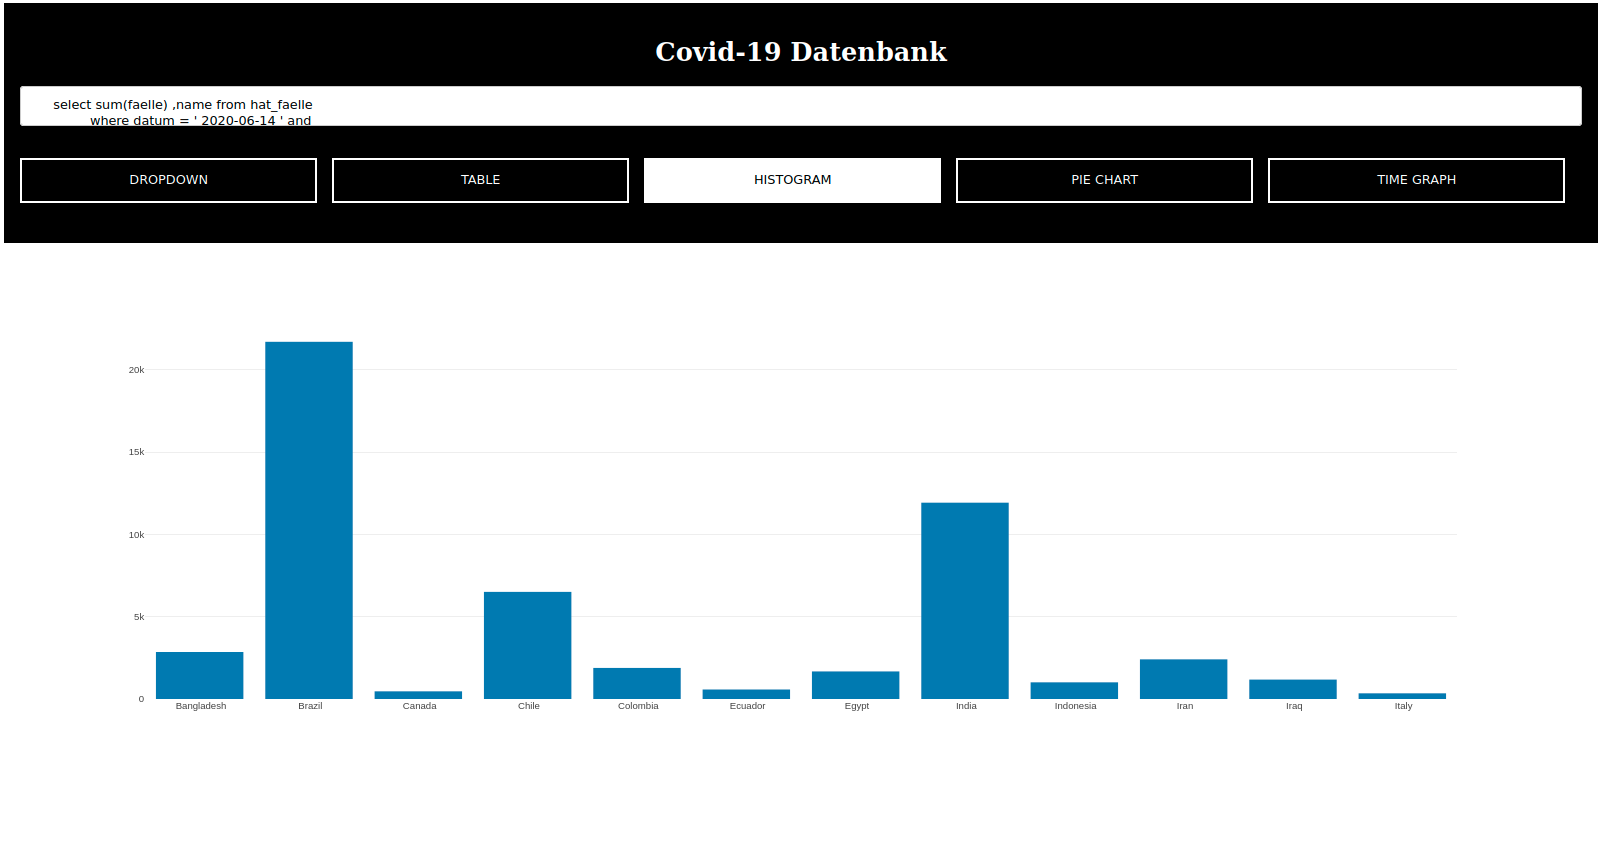 Covid-19 Datenbank
select sum(faelle) ,name from hat_faelle
where datum = ' 2020-06-14 ' and
DROPDOWN
TABLE
HISTOGRAM
PIE CHART
TIME GRAPH
20k
15k
10k
5k
0
Bangladesh
Brazil
Canada
Chile
Colombia
Ecuador
Egypt
India
Indonesia
Iran
Iraq
Italy